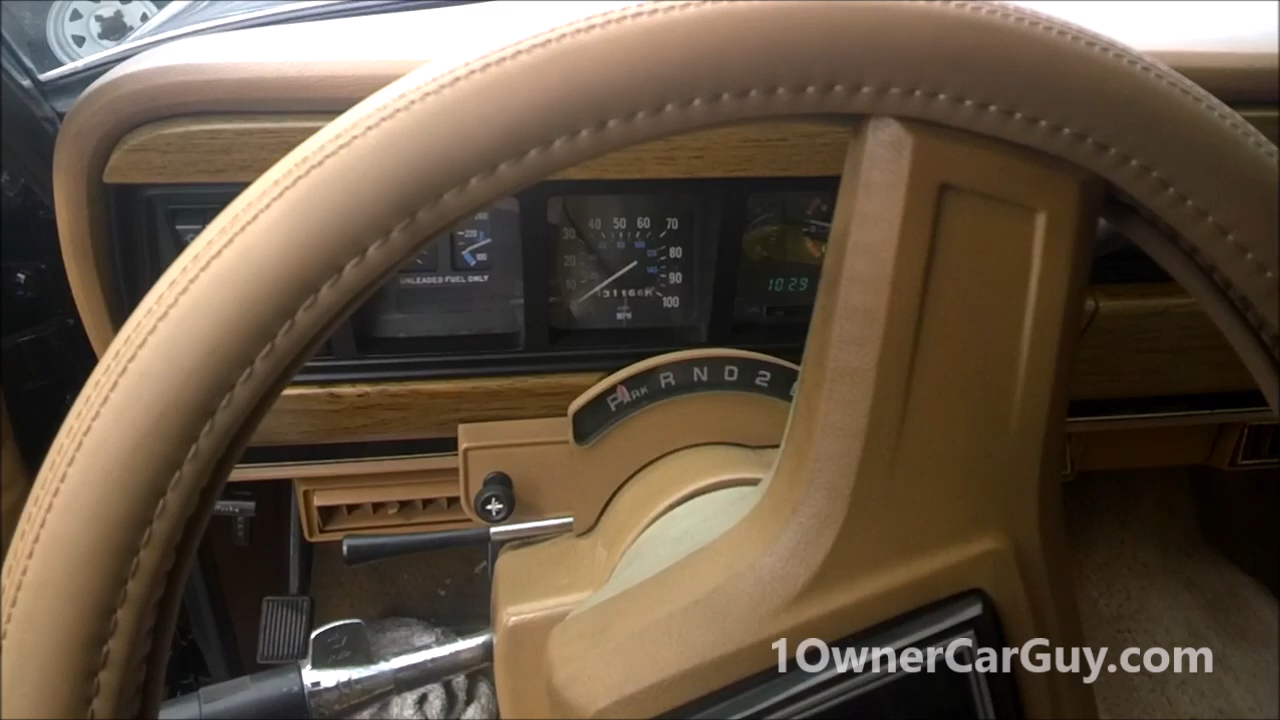 40 50 60 70
30
20
10
80
90
100
MPH
220
UNLEADED FUEL ONLY
10:29
PARK R N D 2
1OwnerCarGuy.com